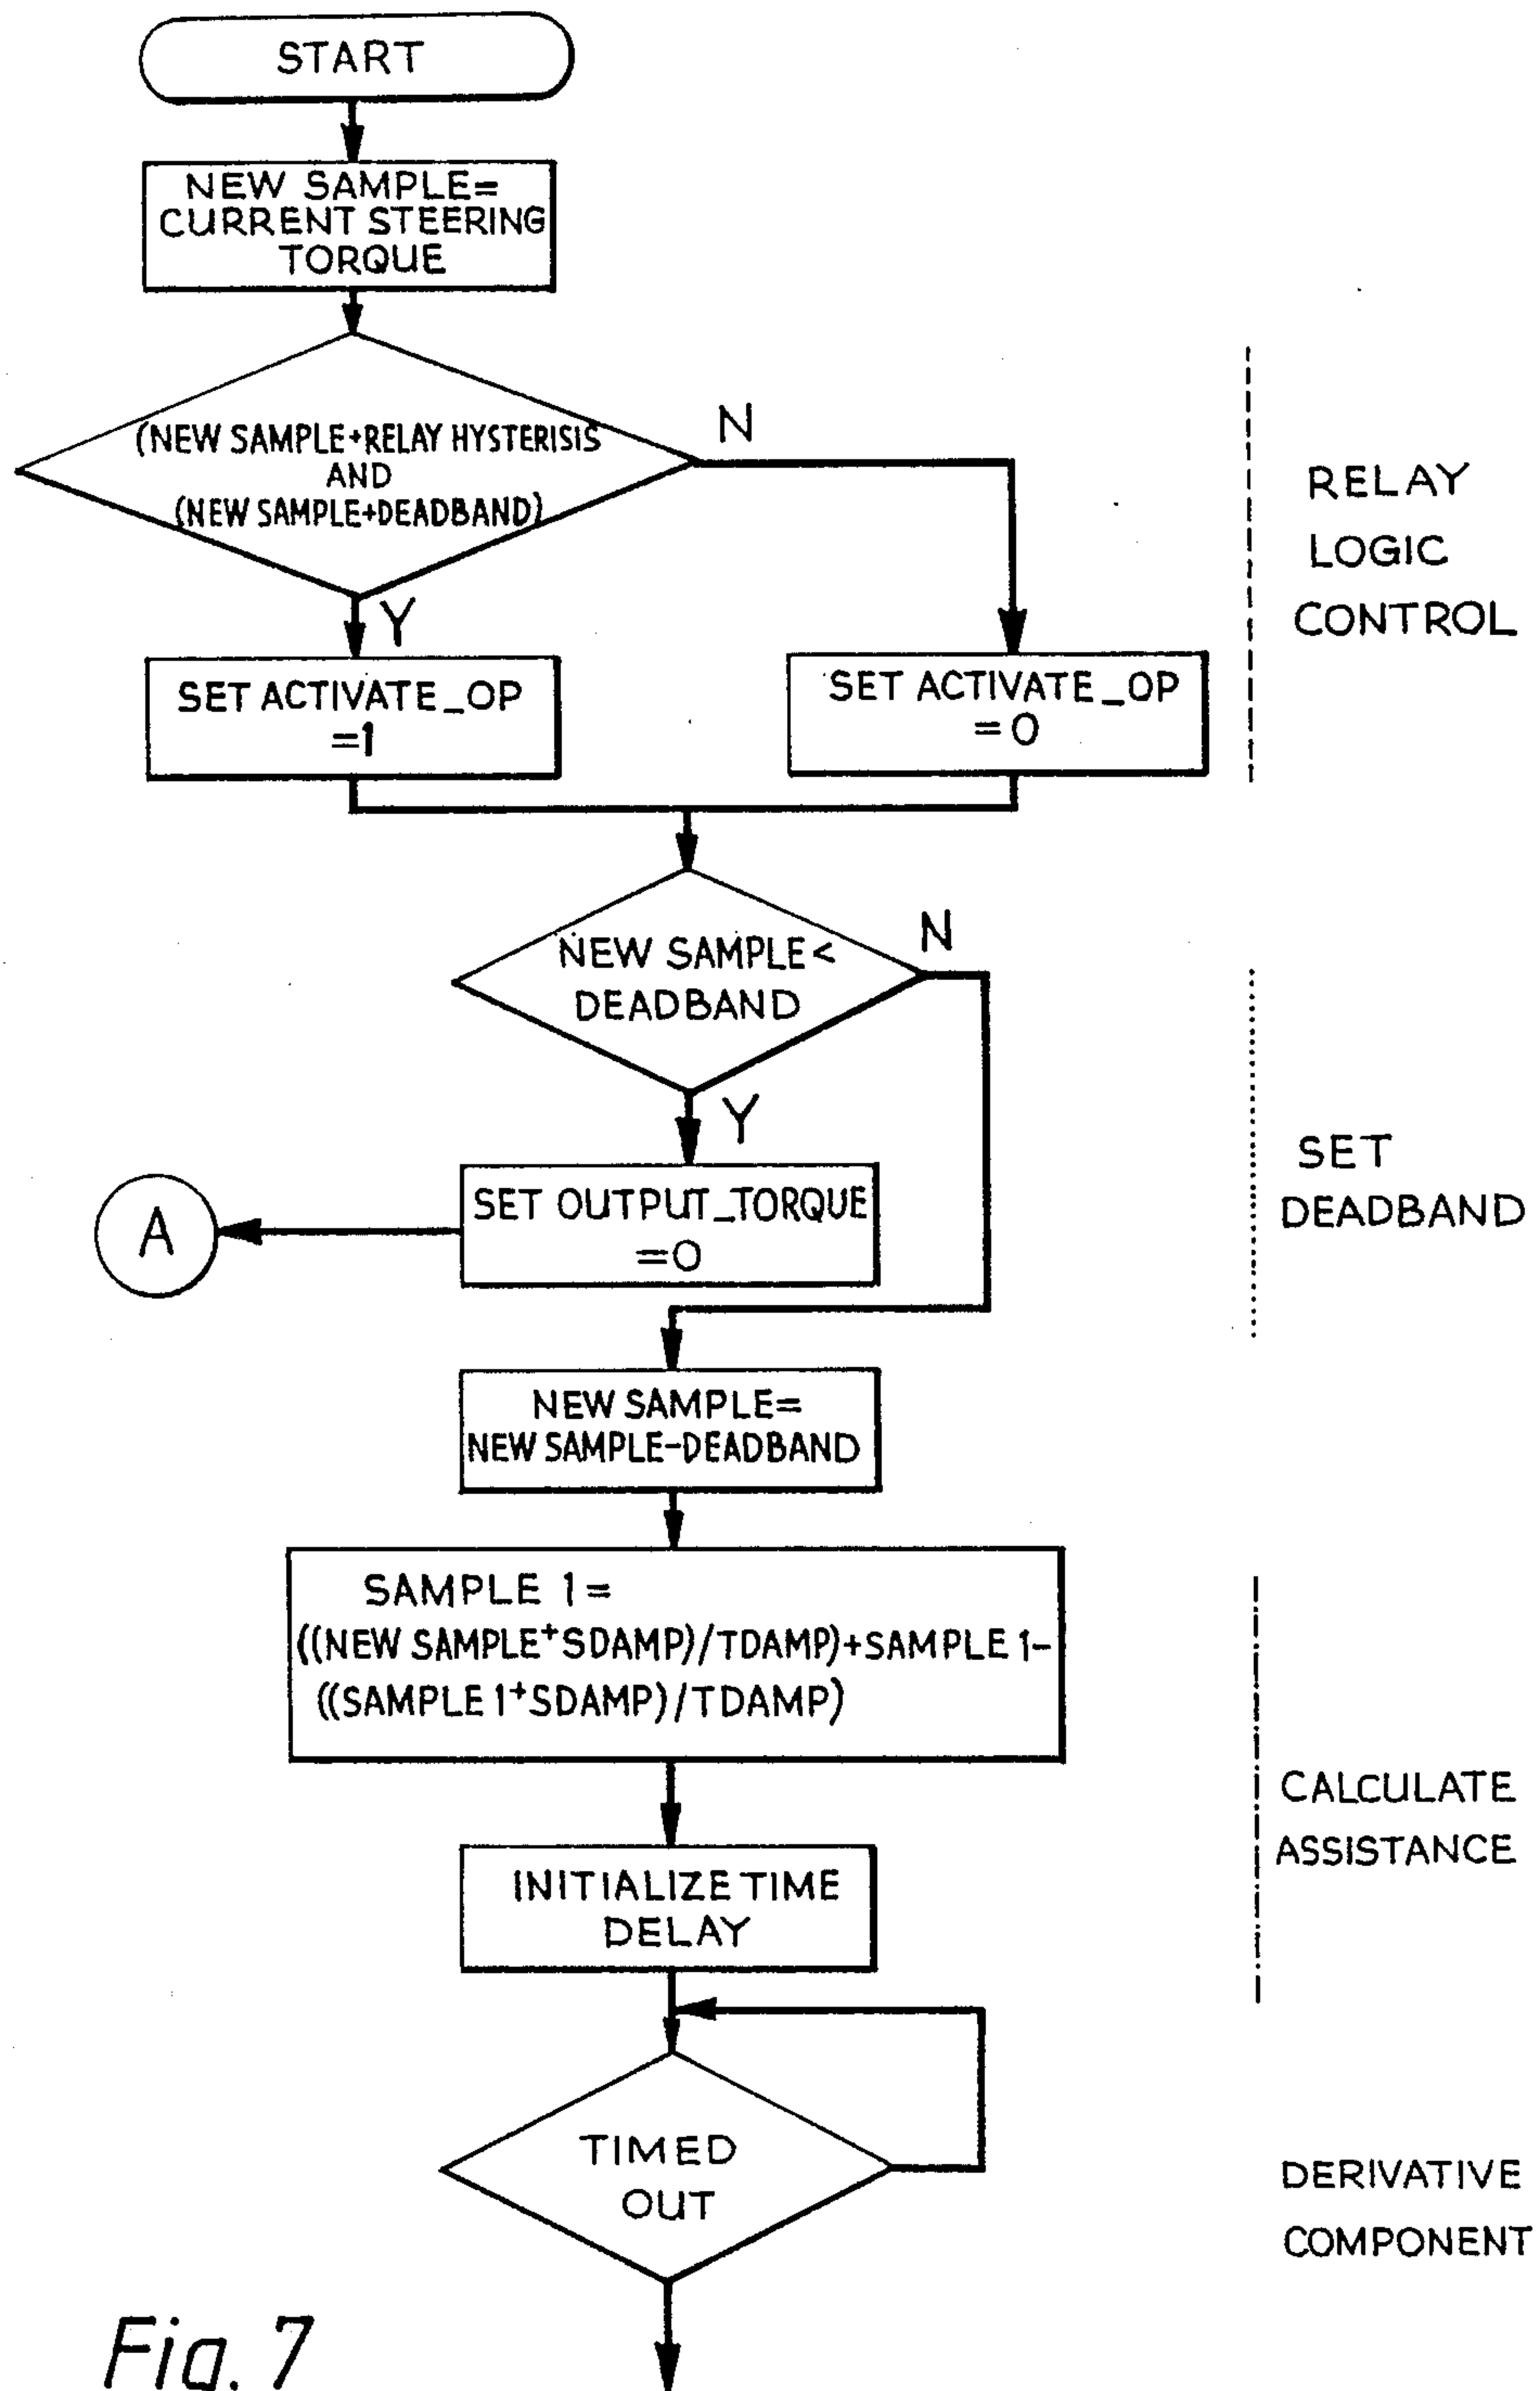 START
NEW SAMPLE=
CURRENT STEERING
TORQUE
(NEW SAMPLE+RELAY HYSTERISIS
AND
(NEW SAMPLE+DEADBAND)
N
Y
SET ACTIVATE_OP
=1
SET ACTIVATE_OP
=0
RELAY
LOGIC
CONTROL
NEW SAMPLE<
DEADBAND
N
Y
SET OUTPUT_TORQUE
=0
A
SET
DEADBAND
NEW SAMPLE=
NEW SAMPLE-DEADBAND
SAMPLE 1=
((NEW SAMPLE+SDAMP)/TDAMP)+SAMPLE 1-
((SAMPLE 1+SDAMP)/TDAMP)
CALCULATE
ASSISTANCE
INITIALIZE TIME
DELAY
TIMED
OUT
DERIVATIVE
COMPONENT
Fig. 7